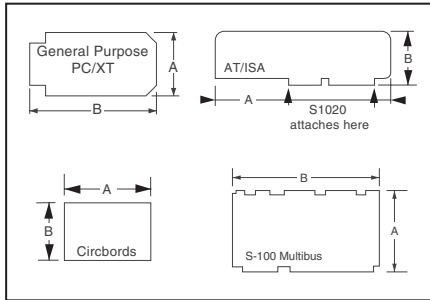 General Purpose
PC/XT
A
B
AT/ISA
B
A
S1020
attaches here
A
B
Circbords
B
A
S-100 Multibus